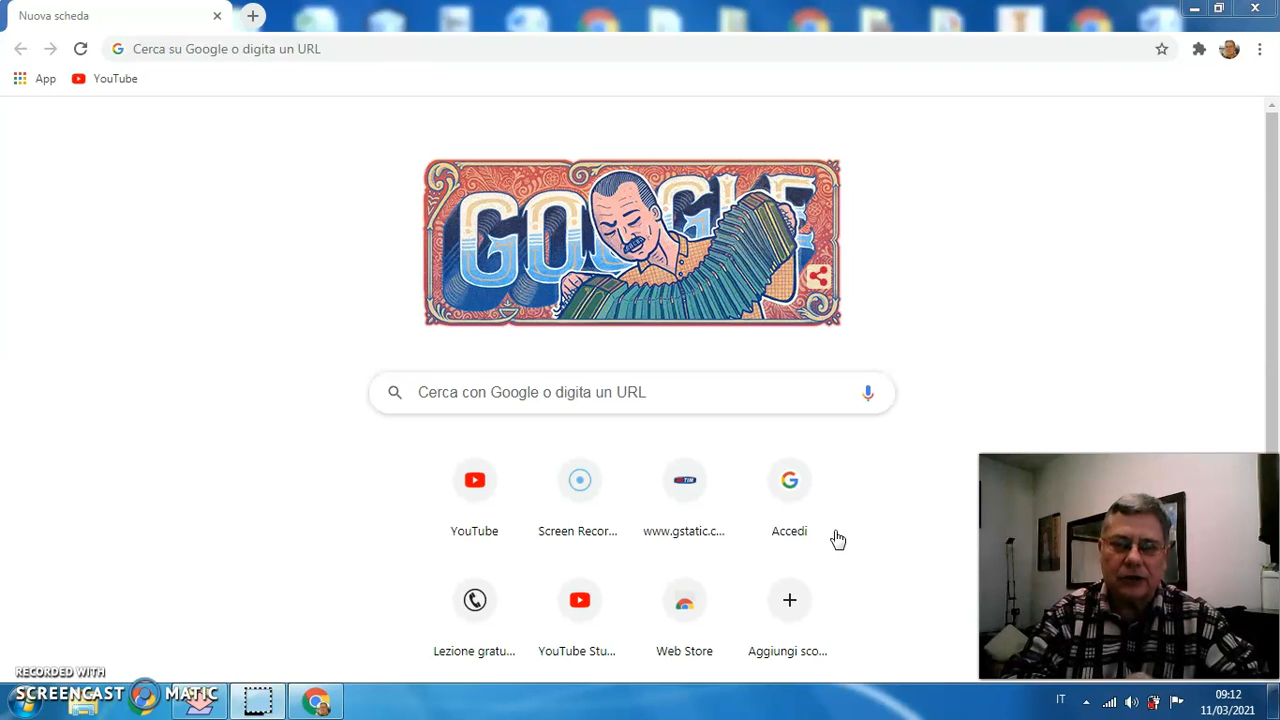 Nuova scheda
Cerca su Google o digita un URL
App
YouTube
GOOGLE
Cerca con Google o digita un URL
YouTube
Screen Recor...
www.gstatic.c...
Accedi
TIM
Lezione gratu...
YouTube Stu...
Web Store
Aggiungi sco...
RECORDED WITH
SCREENCAST MATIC
IT
09:12
11/03/2021